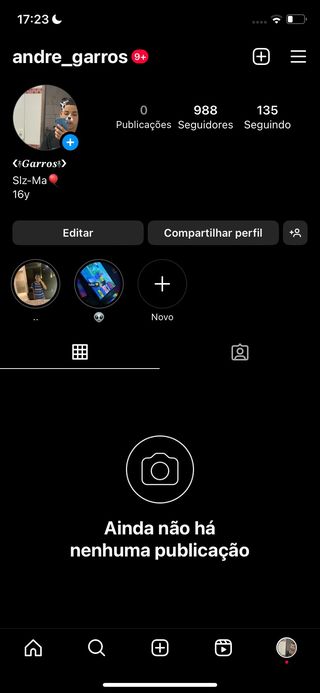 17:23
andre_garros 9+
0 988 135
Publicações Seguidores Seguindo
Garros
Slz-Ma
16y
Editar Compartilhar perfil
.. Novo
Ainda não há
nenhuma publicação